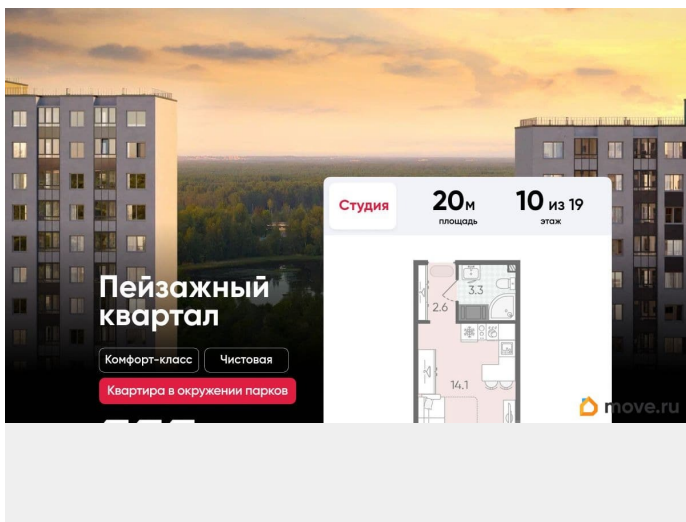 Студия
20м
площадь
10 из 19
этаж
Пейзажный
квартал
Комфорт-класс
Чистовая
Квартира в окружении парков
3.3
2.6
14.1
move.ru